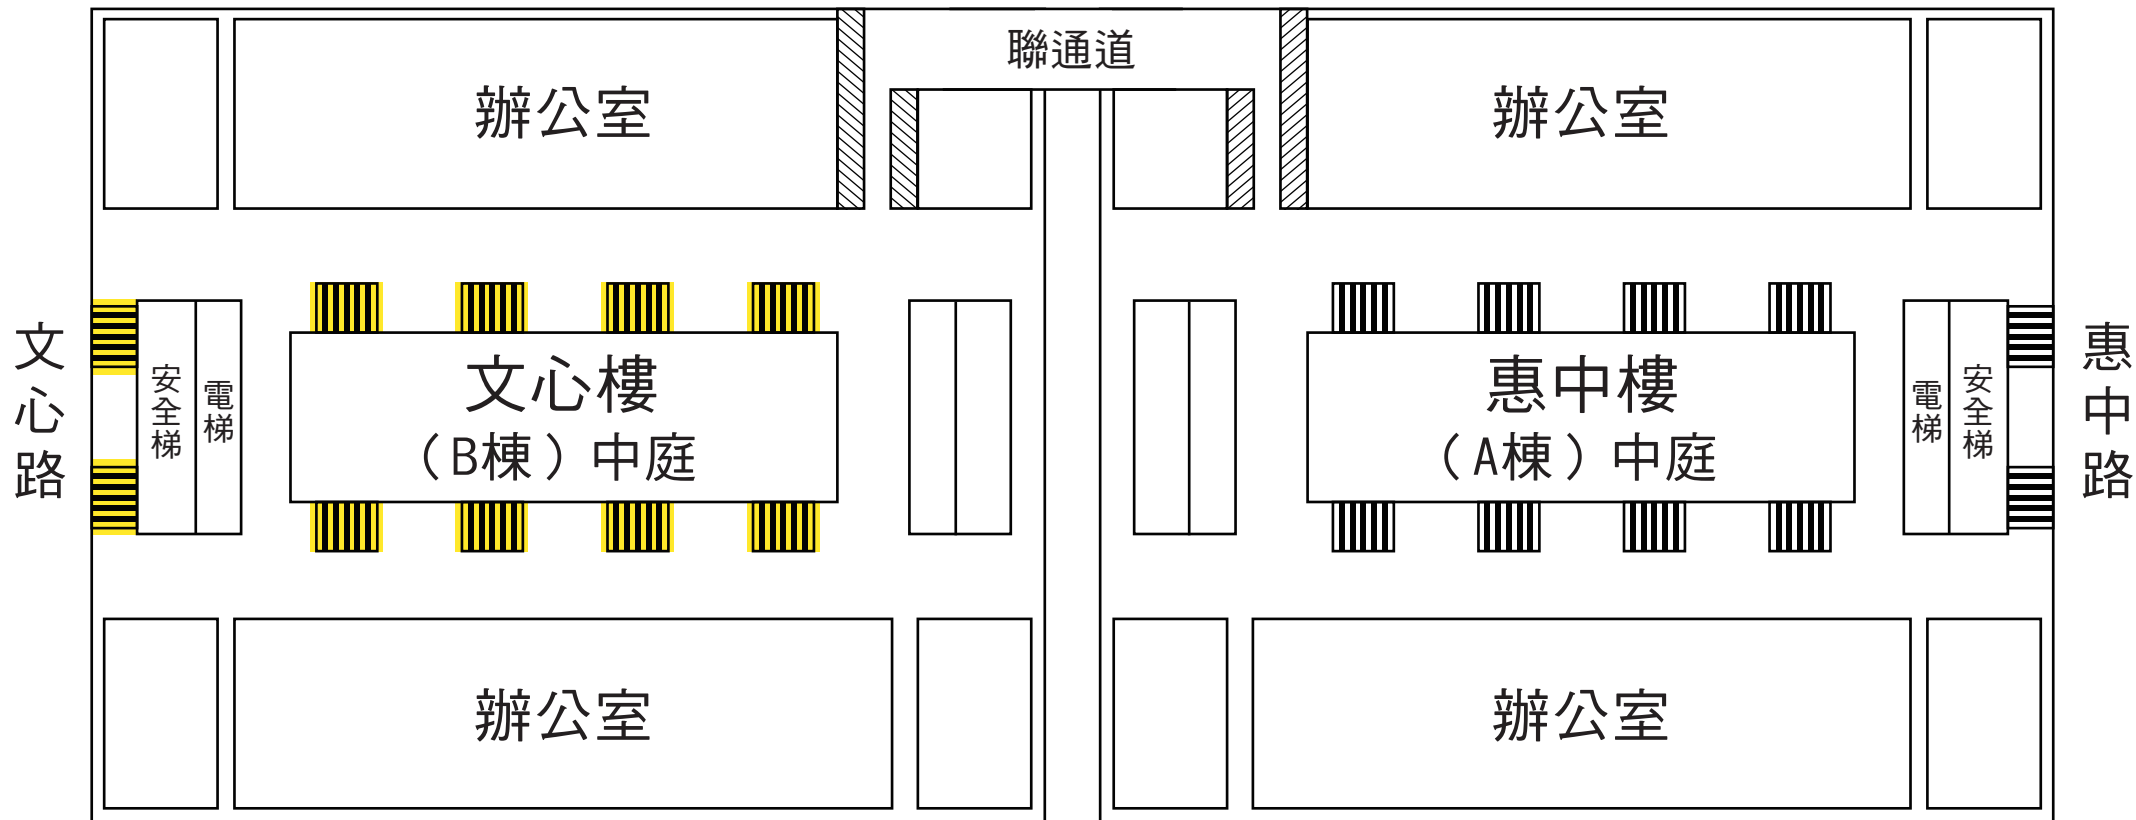 聯通道
辦公室
辦公室
文心路
安全梯
電梯
文心樓
（B棟）中庭
惠中樓
（A棟）中庭
電梯
安全梯
惠中路
辦公室
辦公室